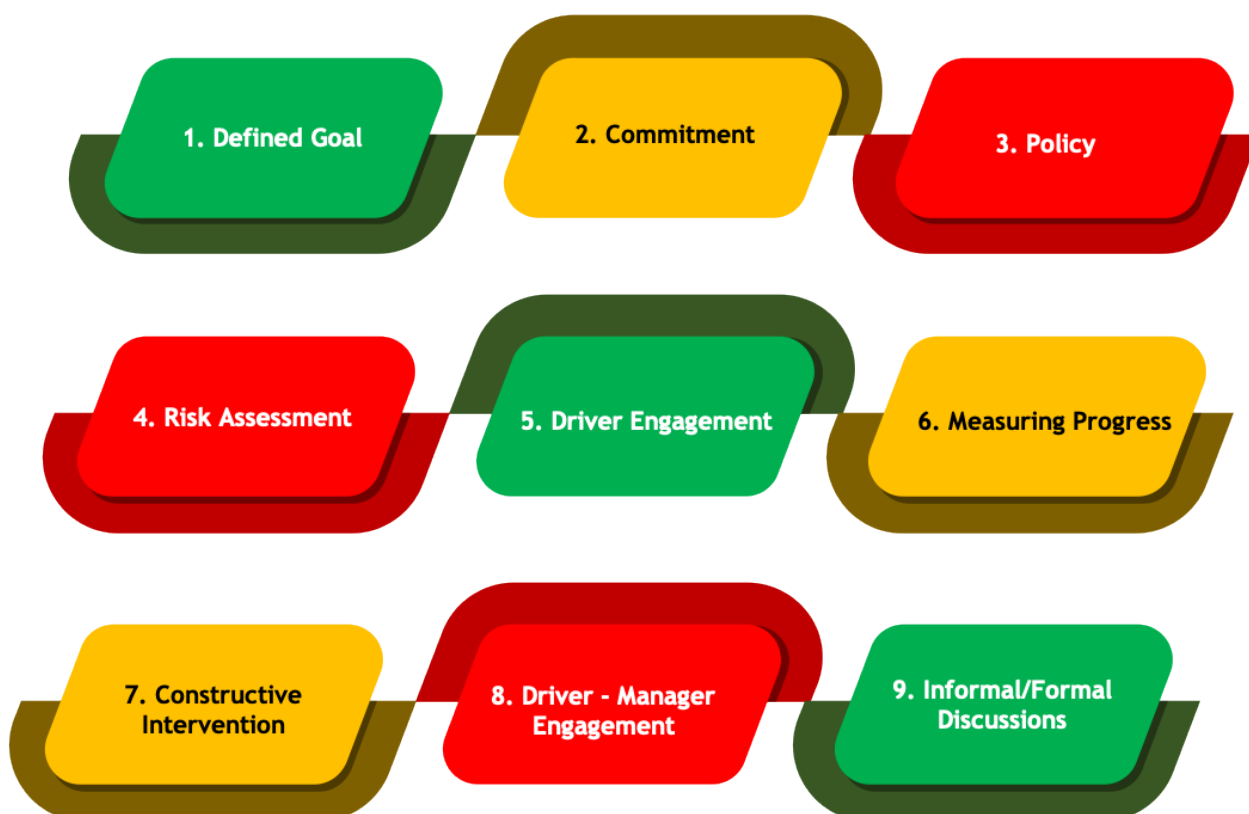 1. Defined Goal
2. Commitment
3. Policy
4. Risk Assessment
5. Driver Engagement
6. Measuring Progress
7. Constructive
Intervention
8. Driver - Manager
Engagement
9. Informal/Formal
Discussions